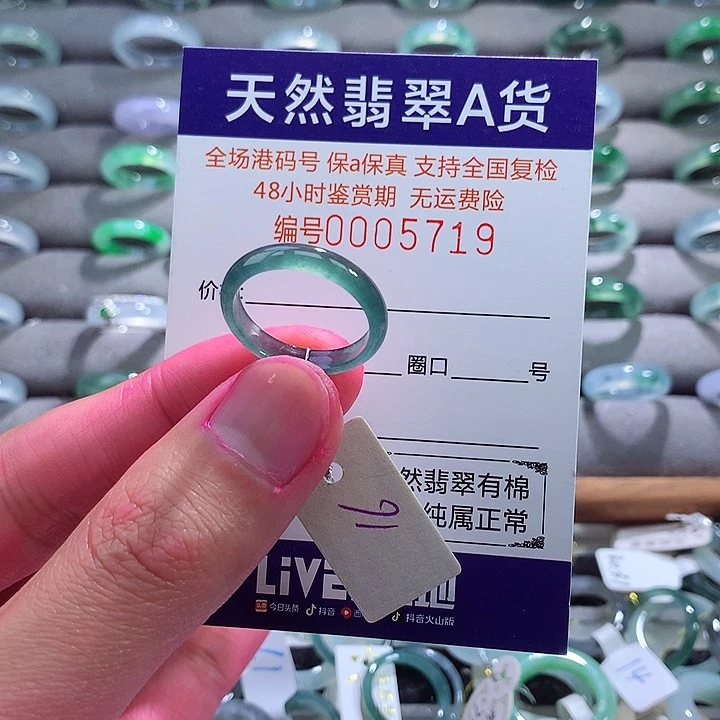 天然翡翠A货
全场港码号 保a保真 支持全国复检
48小时鉴赏期 无运费险
编号0005719
价
圈口 号
然翡翠有棉
纯属正常
16
LIVE
今日头条 抖音 西 抖音火山版
14